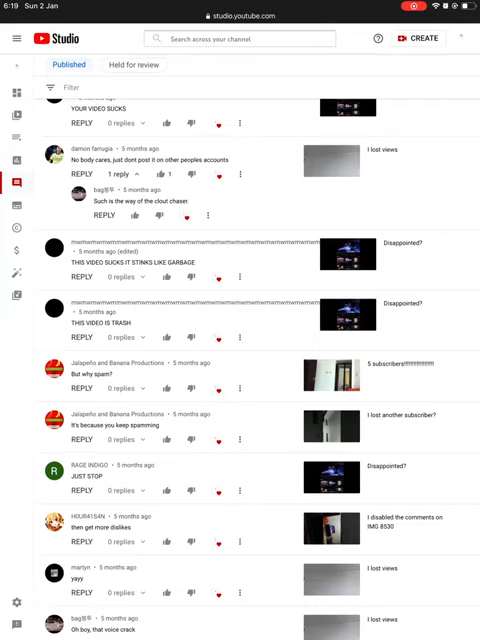 6:19 Sun 2 Jan
studio.youtube.com
Studio
Search across your channel
CREATE
Published
Held for review
Filter
YOUR VIDEO SUCKS
REPLY 0 replies
damon farrugia • 5 months ago
No body cares, just dont post it on other peoples accounts
I lost views
REPLY 1 reply 1
bag봉투 • 5 months ago
Such is the way of the clout chaser.
REPLY
• 5 months ago (edited)
THIS VIDEO SUCKS IT STINKS LIKE GARBAGE
Disappointed?
REPLY 0 replies
• 5 months ago
THIS VIDEO IS TRASH
Disappointed?
REPLY 0 replies
Jalapeño and Banana Productions • 5 months ago
But why spam?
REPLY 0 replies
Jalapeño and Banana Productions • 5 months ago
It's because you keep spamming
I lost another subscriber?
REPLY 0 replies
R
RAGE INDIGO • 5 months ago
JUST STOP
Disappointed?
REPLY 0 replies
H0UR41S4N • 5 months ago
then get more dislikes
I disabled the comments on
IMG 8530
REPLY 0 replies
martyn • 5 months ago
yayy
I lost views
REPLY 0 replies
bag봉투 • 5 months ago
Oh boy, that voice crack
I lost views